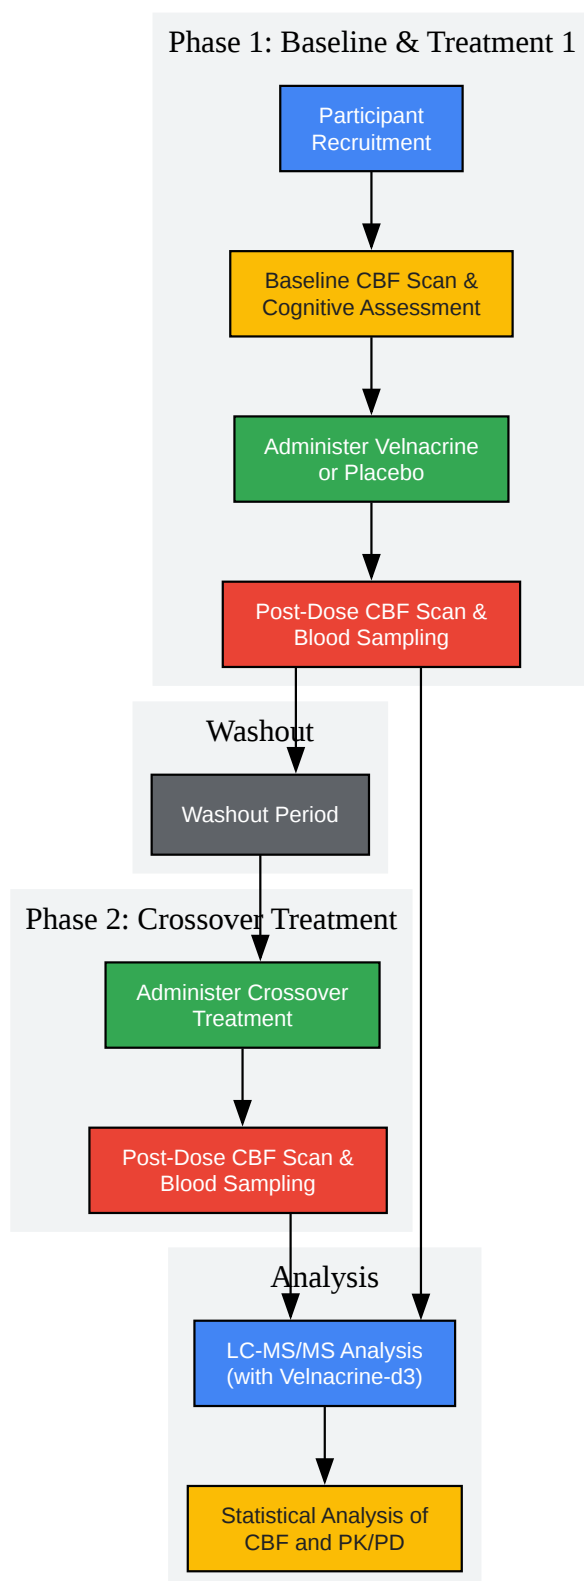 Phase 1: Baseline & Treatment 1
Participant
Recruitment
Baseline CBF Scan &
Cognitive Assessment
Administer Velnacrine
or Placebo
Post-Dose CBF Scan &
Blood Sampling
Washout
Washout Period
Phase 2: Crossover Treatment
Administer Crossover
Treatment
Post-Dose CBF Scan &
Blood Sampling
Analysis
LC-MS/MS Analysis
(with Velnacrine-d3)
Statistical Analysis of
CBF and PK/PD